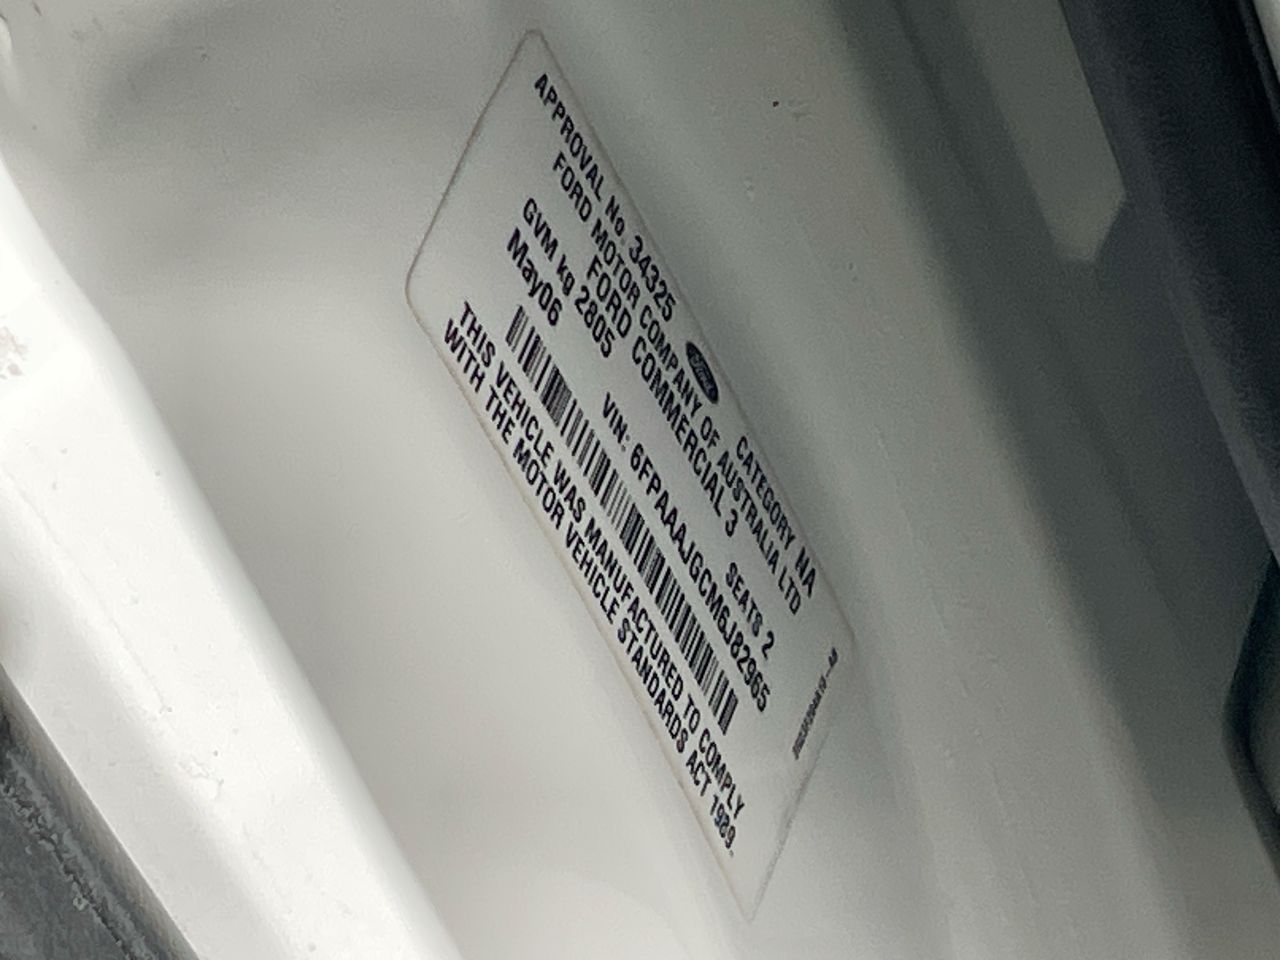 APPROVAL No. 34325 Ford CATEGORY NA
FORD MOTOR COMPANY OF AUSTRALIA LTD
FORD COMMERCIAL 3
GVM kg 2805 SEATS 2
May06 VIN: 6FPAAAJGCM6J82965
THIS VEHICLE WAS MANUFACTURED TO COMPLY
WITH THE MOTOR VEHICLE STANDARDS ACT 1989.